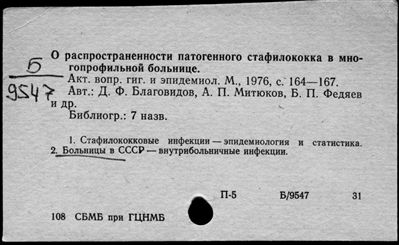 Б
9547
О распространенности патогенного стафилококка в мно-
гопрофильной больнице.
Акт. вопр. гиг. и эпидемиол. М., 1976, с. 164—167.
Авт.: Д. Ф. Благовидов, А. П. Митюков, Б. П. Федяев
и др.
Библиогр.: 7 назв.
1. Стафилококковые инфекции — эпидемиология и статистика.
2. Больницы в СССР — внутрибольничные инфекции.
П-5 Б/9547 31
108 СБМБ при ГЦНМБ